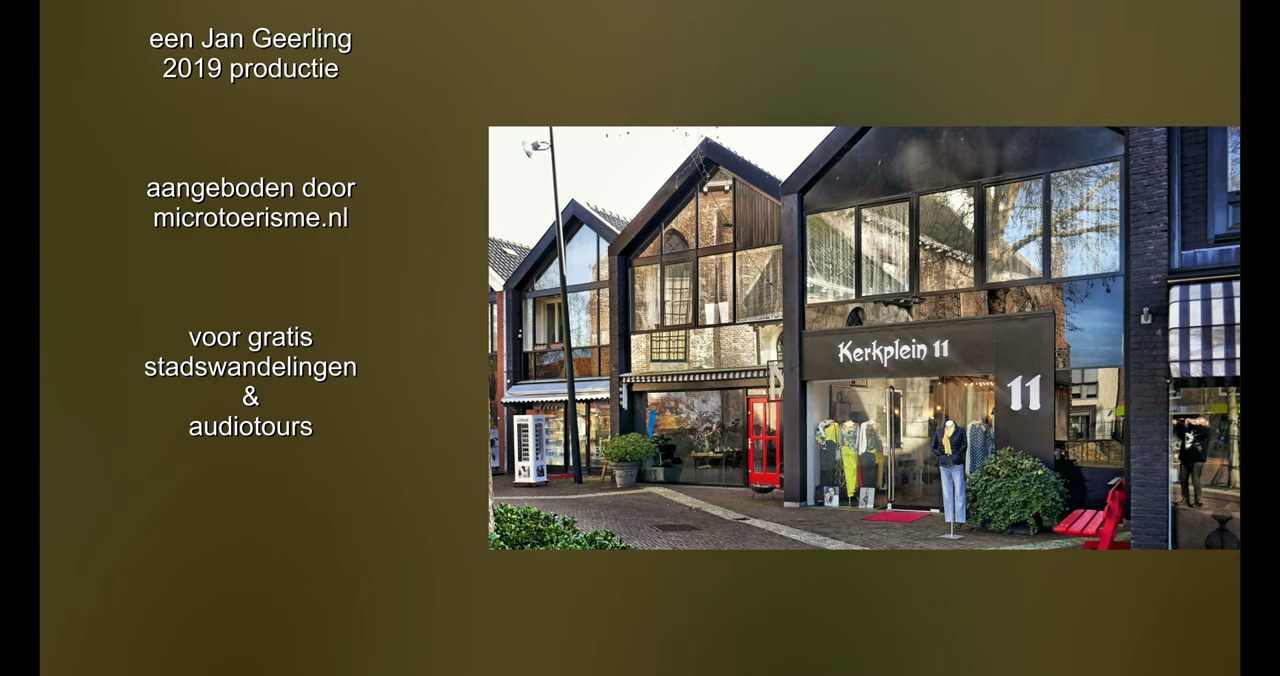 een Jan Geerling
2019 productie
aangeboden door
microtoerisme.nl
voor gratis
stadswandelingen
&
audiotours
Kerkplein 11
11